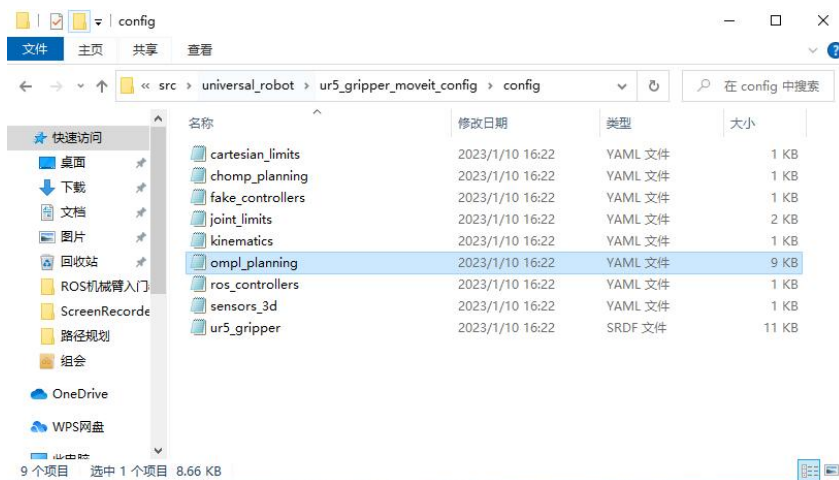 config
文件 主页 共享 查看
« src › universal_robot › ur5_gripper_moveit_config › config
在 config 中搜索
名称 修改日期 类型 大小
快速访问
桌面
下载
文档
图片
回收站
ROS机械臂入门
ScreenRecorde
路径规划
组会
OneDrive
WPS网盘
此电脑
cartesian_limits 2023/1/10 16:22 YAML 文件 1 KB
chomp_planning 2023/1/10 16:22 YAML 文件 1 KB
fake_controllers 2023/1/10 16:22 YAML 文件 1 KB
joint_limits 2023/1/10 16:22 YAML 文件 2 KB
kinematics 2023/1/10 16:22 YAML 文件 1 KB
ompl_planning 2023/1/10 16:22 YAML 文件 9 KB
ros_controllers 2023/1/10 16:22 YAML 文件 1 KB
sensors_3d 2023/1/10 16:22 YAML 文件 1 KB
ur5_gripper 2023/1/10 16:22 SRDF 文件 11 KB
9 个项目 选中 1 个项目 8.66 KB